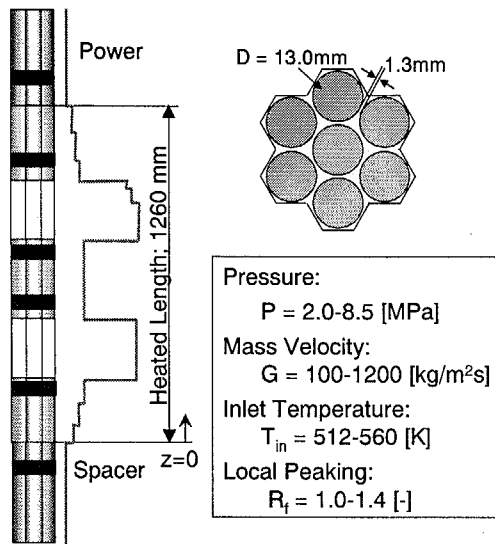 Power
D = 13.0mm
1.3mm
Heated Length; 1260 mm
z=0
Spacer
Pressure:
P = 2.0-8.5 [MPa]
Mass Velocity:
G = 100-1200 [kg/m²s]
Inlet Temperature:
T_in = 512-560 [K]
Local Peaking:
R_f = 1.0-1.4 [-]